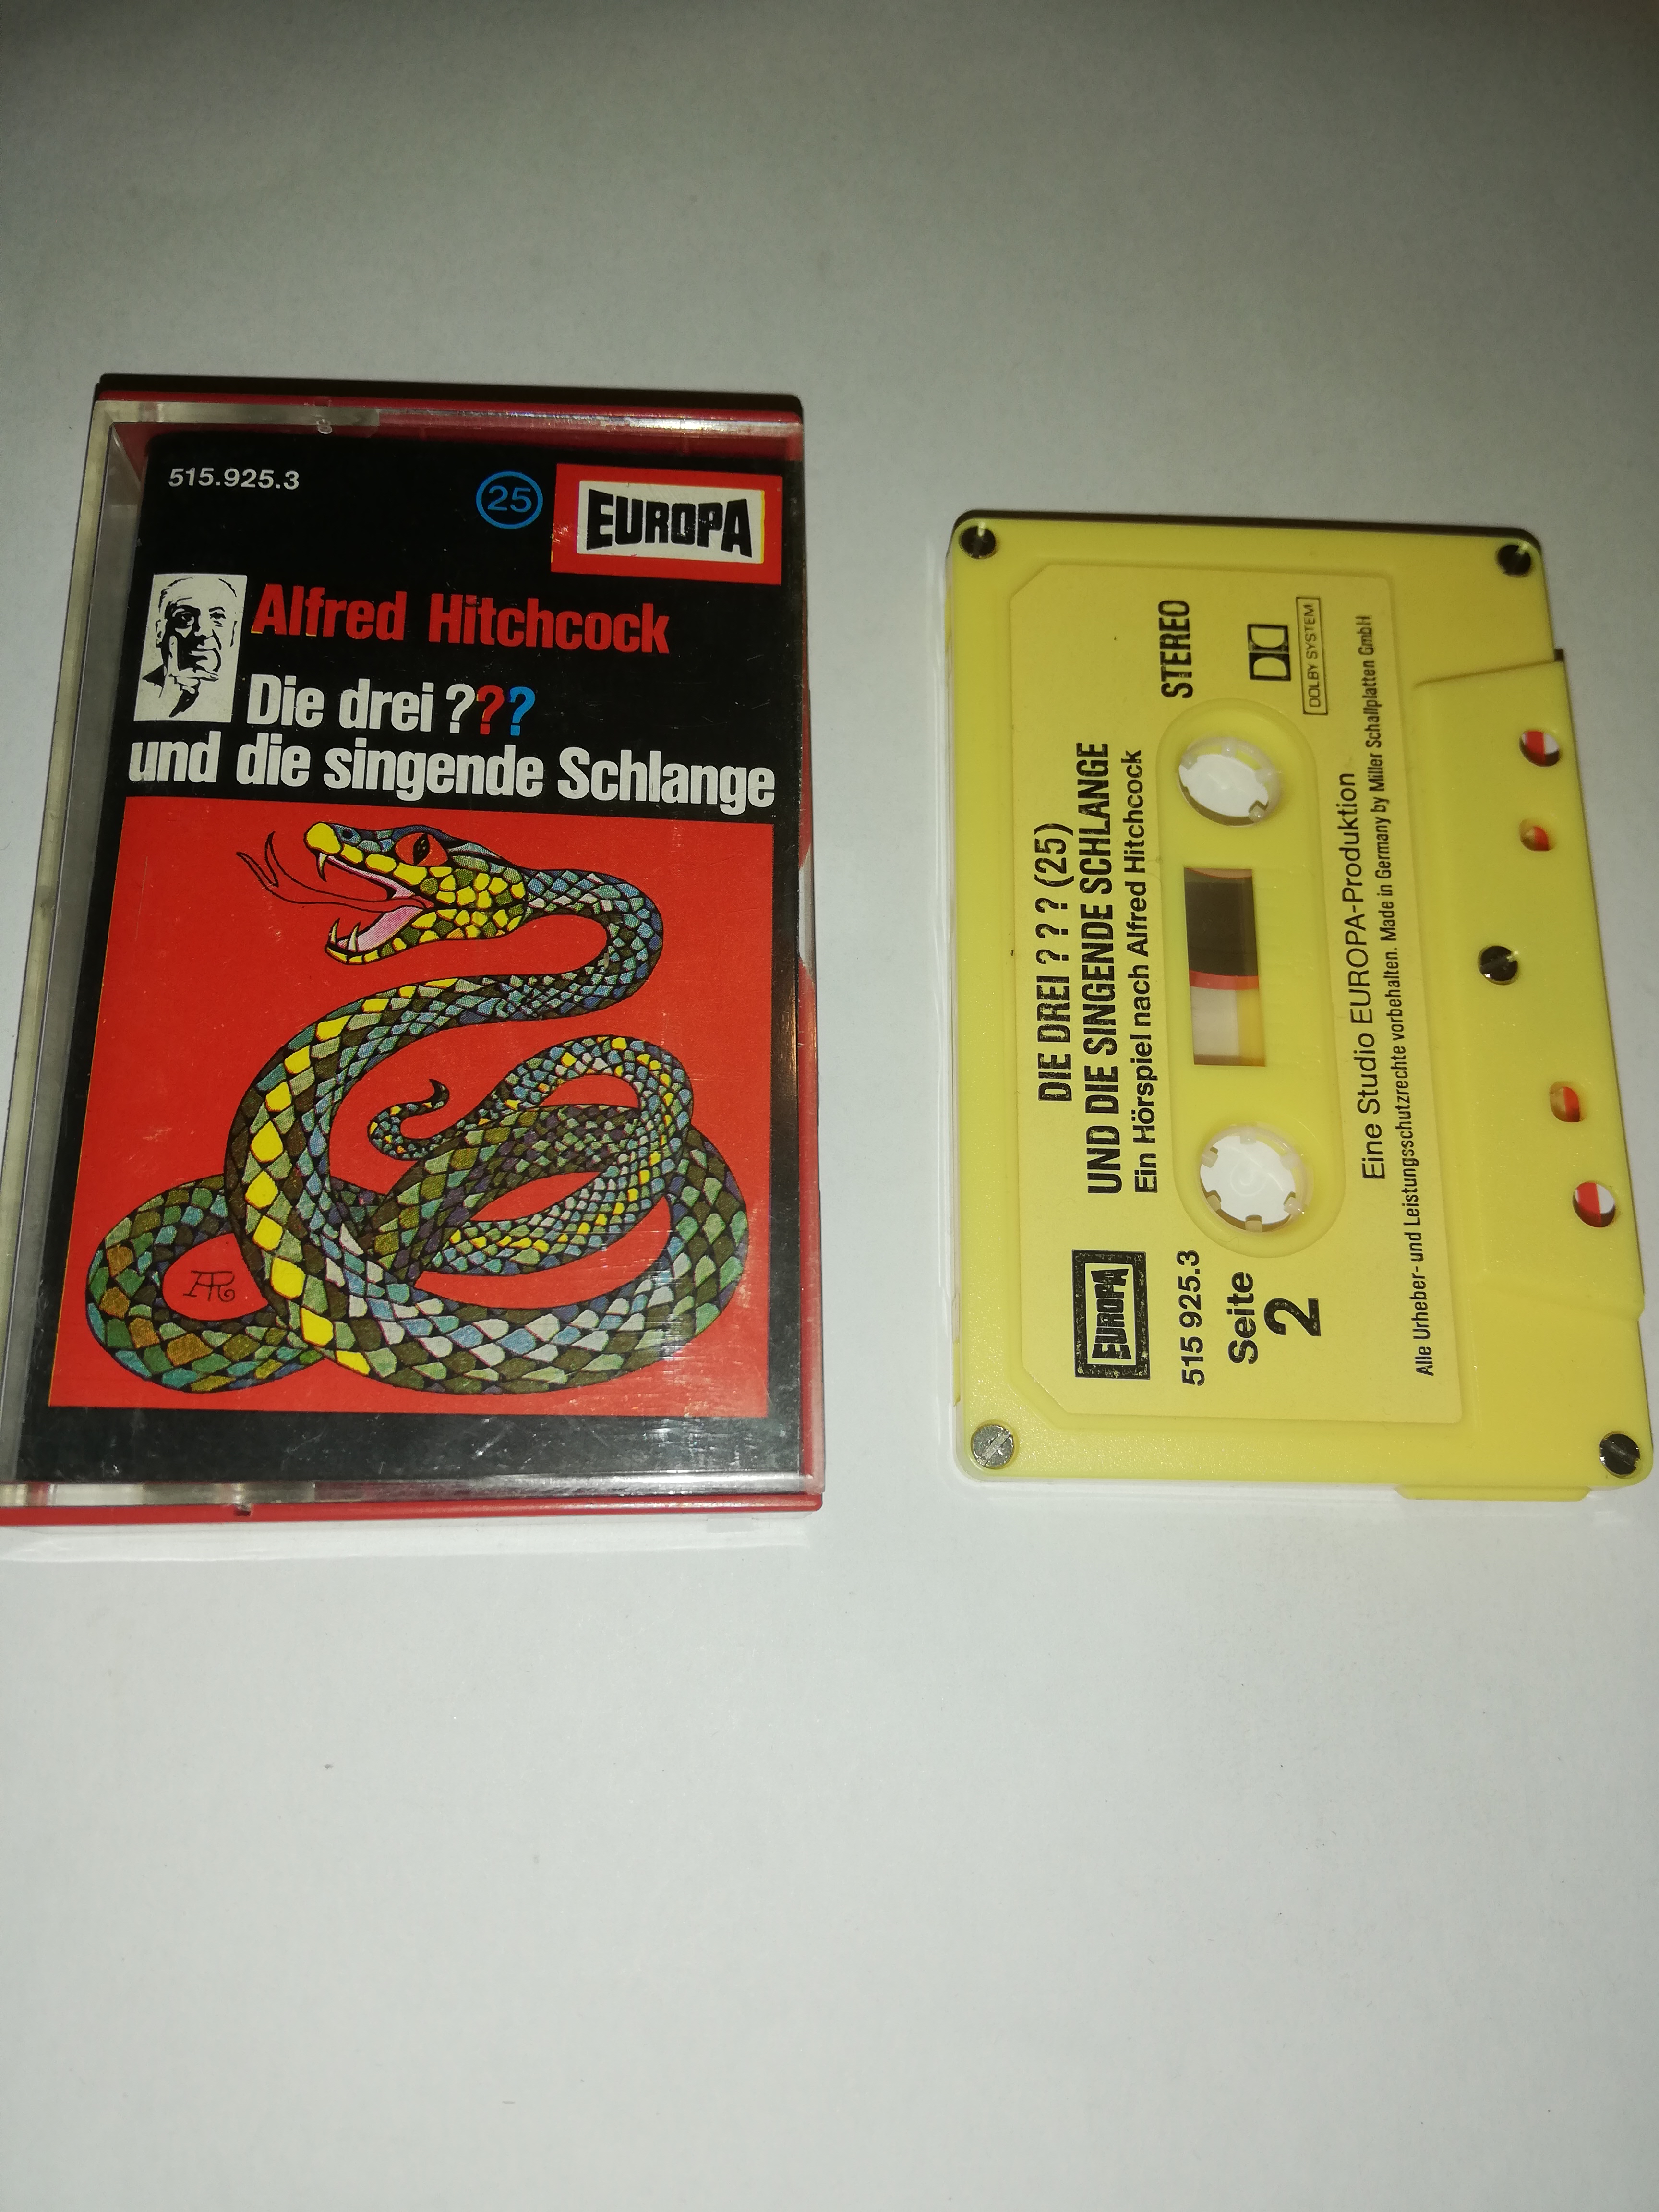 515.925.3
25
EUROPA
Alfred Hitchcock
Die drei ???
und die singende Schlange
AR
DIE DREI ? ? ? (25)
UND DIE SINGENDE SCHLANGE
Ein Hörspiel nach Alfred Hitchcock
EUROPA
515 925.3
STEREO
Seite
2
DOLBY SYSTEM
Eine Studio EUROPA-Produktion
Alle Urheber- und Leistungsschutzrechte vorbehalten. Made in Germany by Miller Schallplatten GmbH